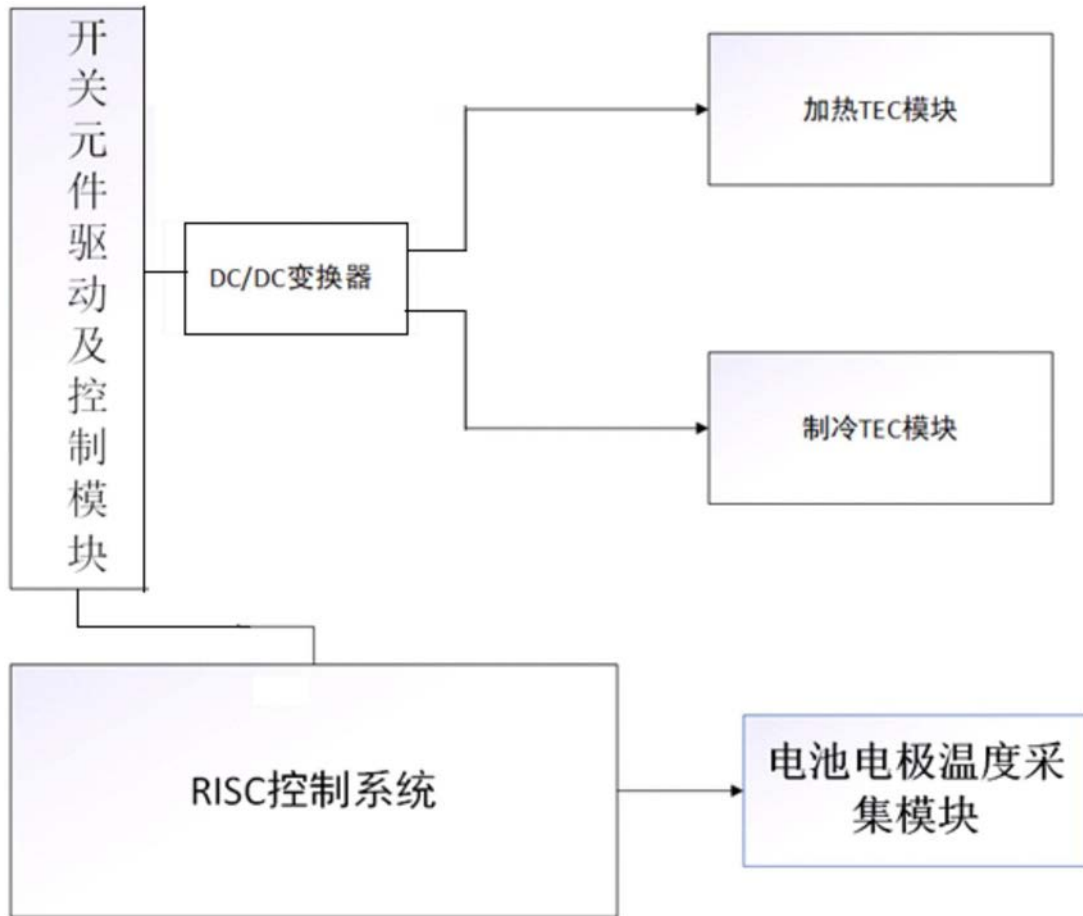 开关元件驱动及控制模块
加热TEC模块
DC/DC变换器
制冷TEC模块
RISC控制系统
电池电极温度采
集模块